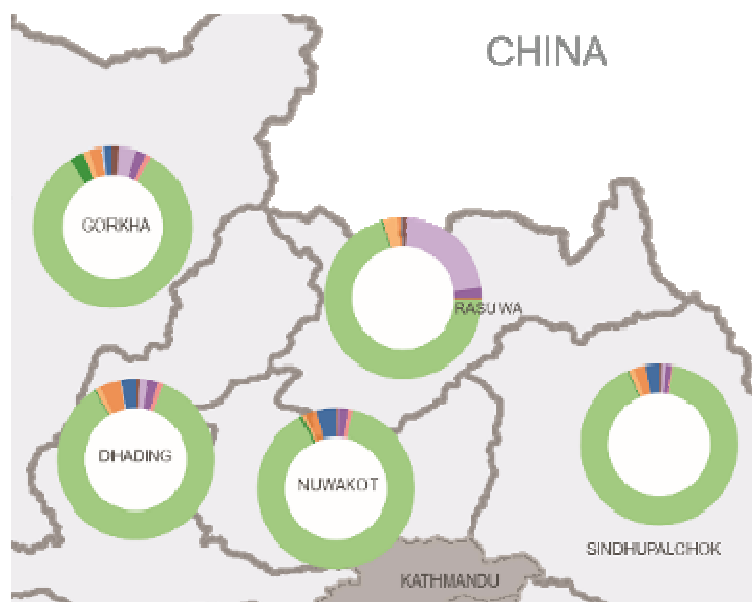 CHINA
GORKHA
RASUWA
DHADING
NUWAKOT
SINDHUPALCHOK
KATHMANDU